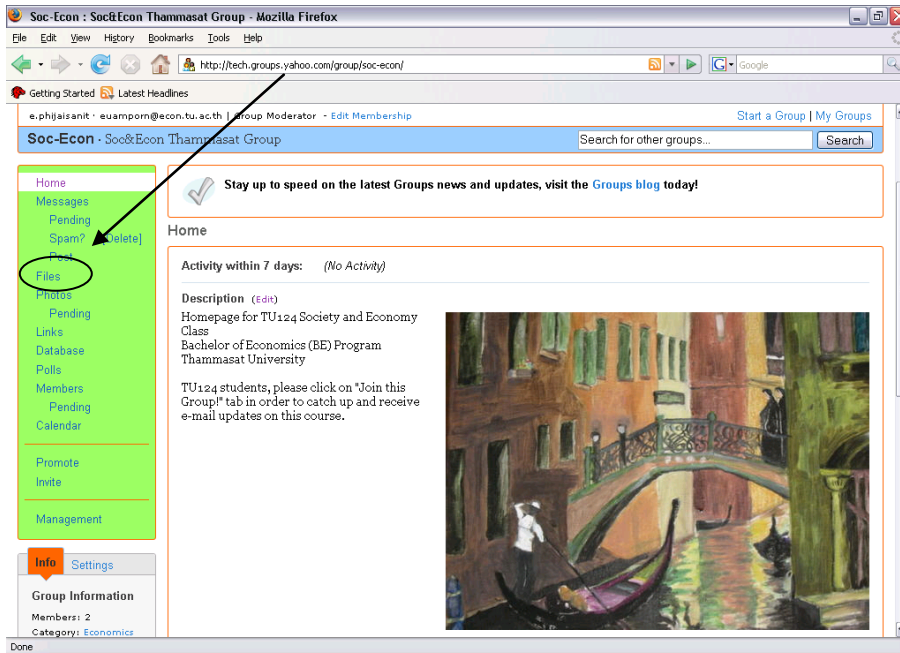 Soc-Econ : Soc&Econ Thammasat Group - Mozilla Firefox
File Edit View History Bookmarks Tools Help
http://tech.groups.yahoo.com/group/soc-econ/
G Google
Getting Started Latest Headlines
e.phijaisanit · euamporn@econ.tu.ac.th | Group Moderator - Edit Membership
Start a Group | My Groups
Soc-Econ · Soc&Econ Thammasat Group
Search for other groups...
Search
Home
Messages
Pending
Spam? [Delete]
Post
Files
Photos
Pending
Links
Database
Polls
Members
Pending
Calendar
Promote
Invite
Management
Info Settings
Group Information
Members: 2
Category: Economics
Stay up to speed on the latest Groups news and updates, visit the Groups blog today!
Home
Activity within 7 days: (No Activity)
Description (Edit)
Homepage for TU124 Society and Economy
Class
Bachelor of Economics (BE) Program
Thammasat University
TU124 students, please click on "Join this
Group!" tab in order to catch up and receive
e-mail updates on this course.
Done